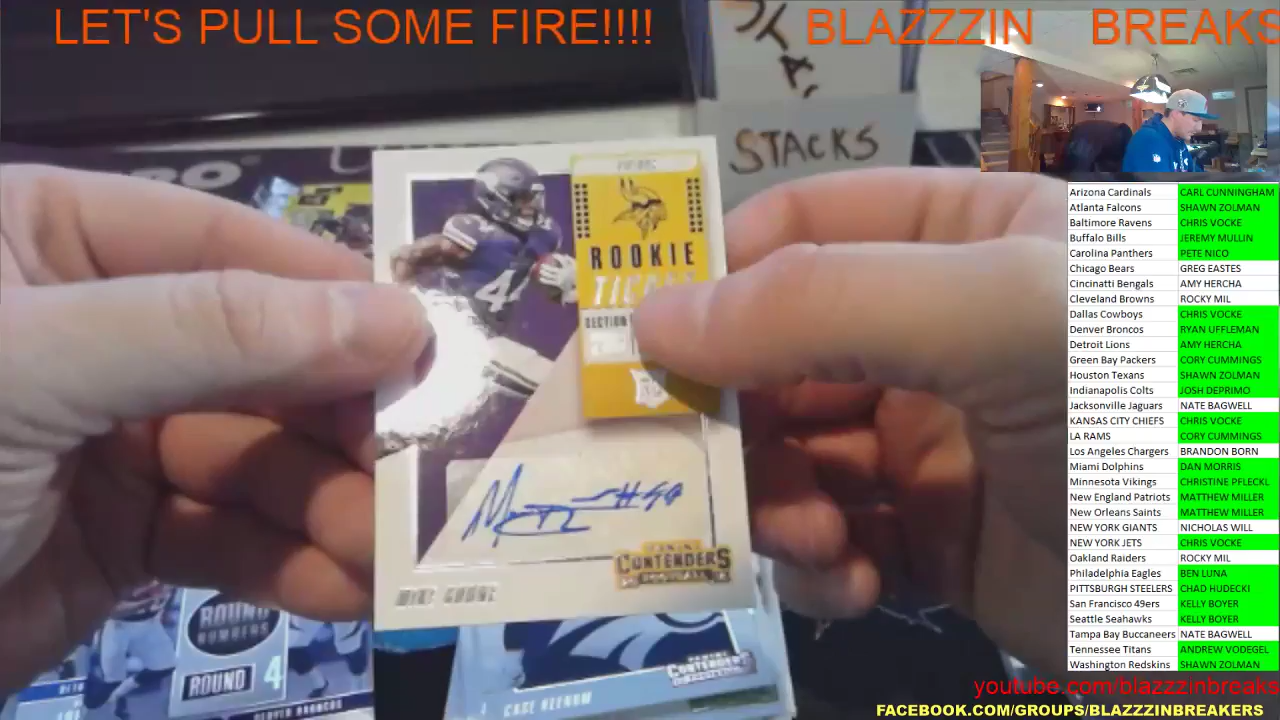 LET'S PULL SOME FIRE!!!!
BLAZZZIN BREAKS
STACKS
ROOKIE
SECTION
CONTENDERS
FOOTBALL
ROUND
NUMBERS
ROUND 4
DENVER BRONCOS
CASE KEENUM
CONTENDERS
Arizona Cardinals CARL CUNNINGHAM
Atlanta Falcons SHAWN ZOLMAN
Baltimore Ravens CHRIS VOCKE
Buffalo Bills JEREMY MULLIN
Carolina Panthers PETE NICO
Chicago Bears GREG EASTES
Cincinatti Bengals AMY HERCHA
Cleveland Browns ROCKY MIL
Dallas Cowboys CHRIS VOCKE
Denver Broncos RYAN UFFLEMAN
Detroit Lions AMY HERCHA
Green Bay Packers CORY CUMMINGS
Houston Texans SHAWN ZOLMAN
Indianapolis Colts JOSH DEPRIMO
Jacksonville Jaguars NATE BAGWELL
KANSAS CITY CHIEFS CHRIS VOCKE
LA RAMS CORY CUMMINGS
Los Angeles Chargers BRANDON BORN
Miami Dolphins DAN MORRIS
Minnesota Vikings CHRISTINE PFLECKL
New England Patriots MATTHEW MILLER
New Orleans Saints MATTHEW MILLER
NEW YORK GIANTS NICHOLAS WILL
NEW YORK JETS CHRIS VOCKE
Oakland Raiders ROCKY MIL
Philadelphia Eagles BEN LUNA
PITTSBURGH STEELERS CHAD HUDECKI
San Francisco 49ers KELLY BOYER
Seattle Seahawks KELLY BOYER
Tampa Bay Buccaneers NATE BAGWELL
Tennessee Titans ANDREW VODEGEL
Washington Redskins SHAWN ZOLMAN
youtube.com/blazzzinbreaks
FACEBOOK.COM/GROUPS/BLAZZZINBREAKERS